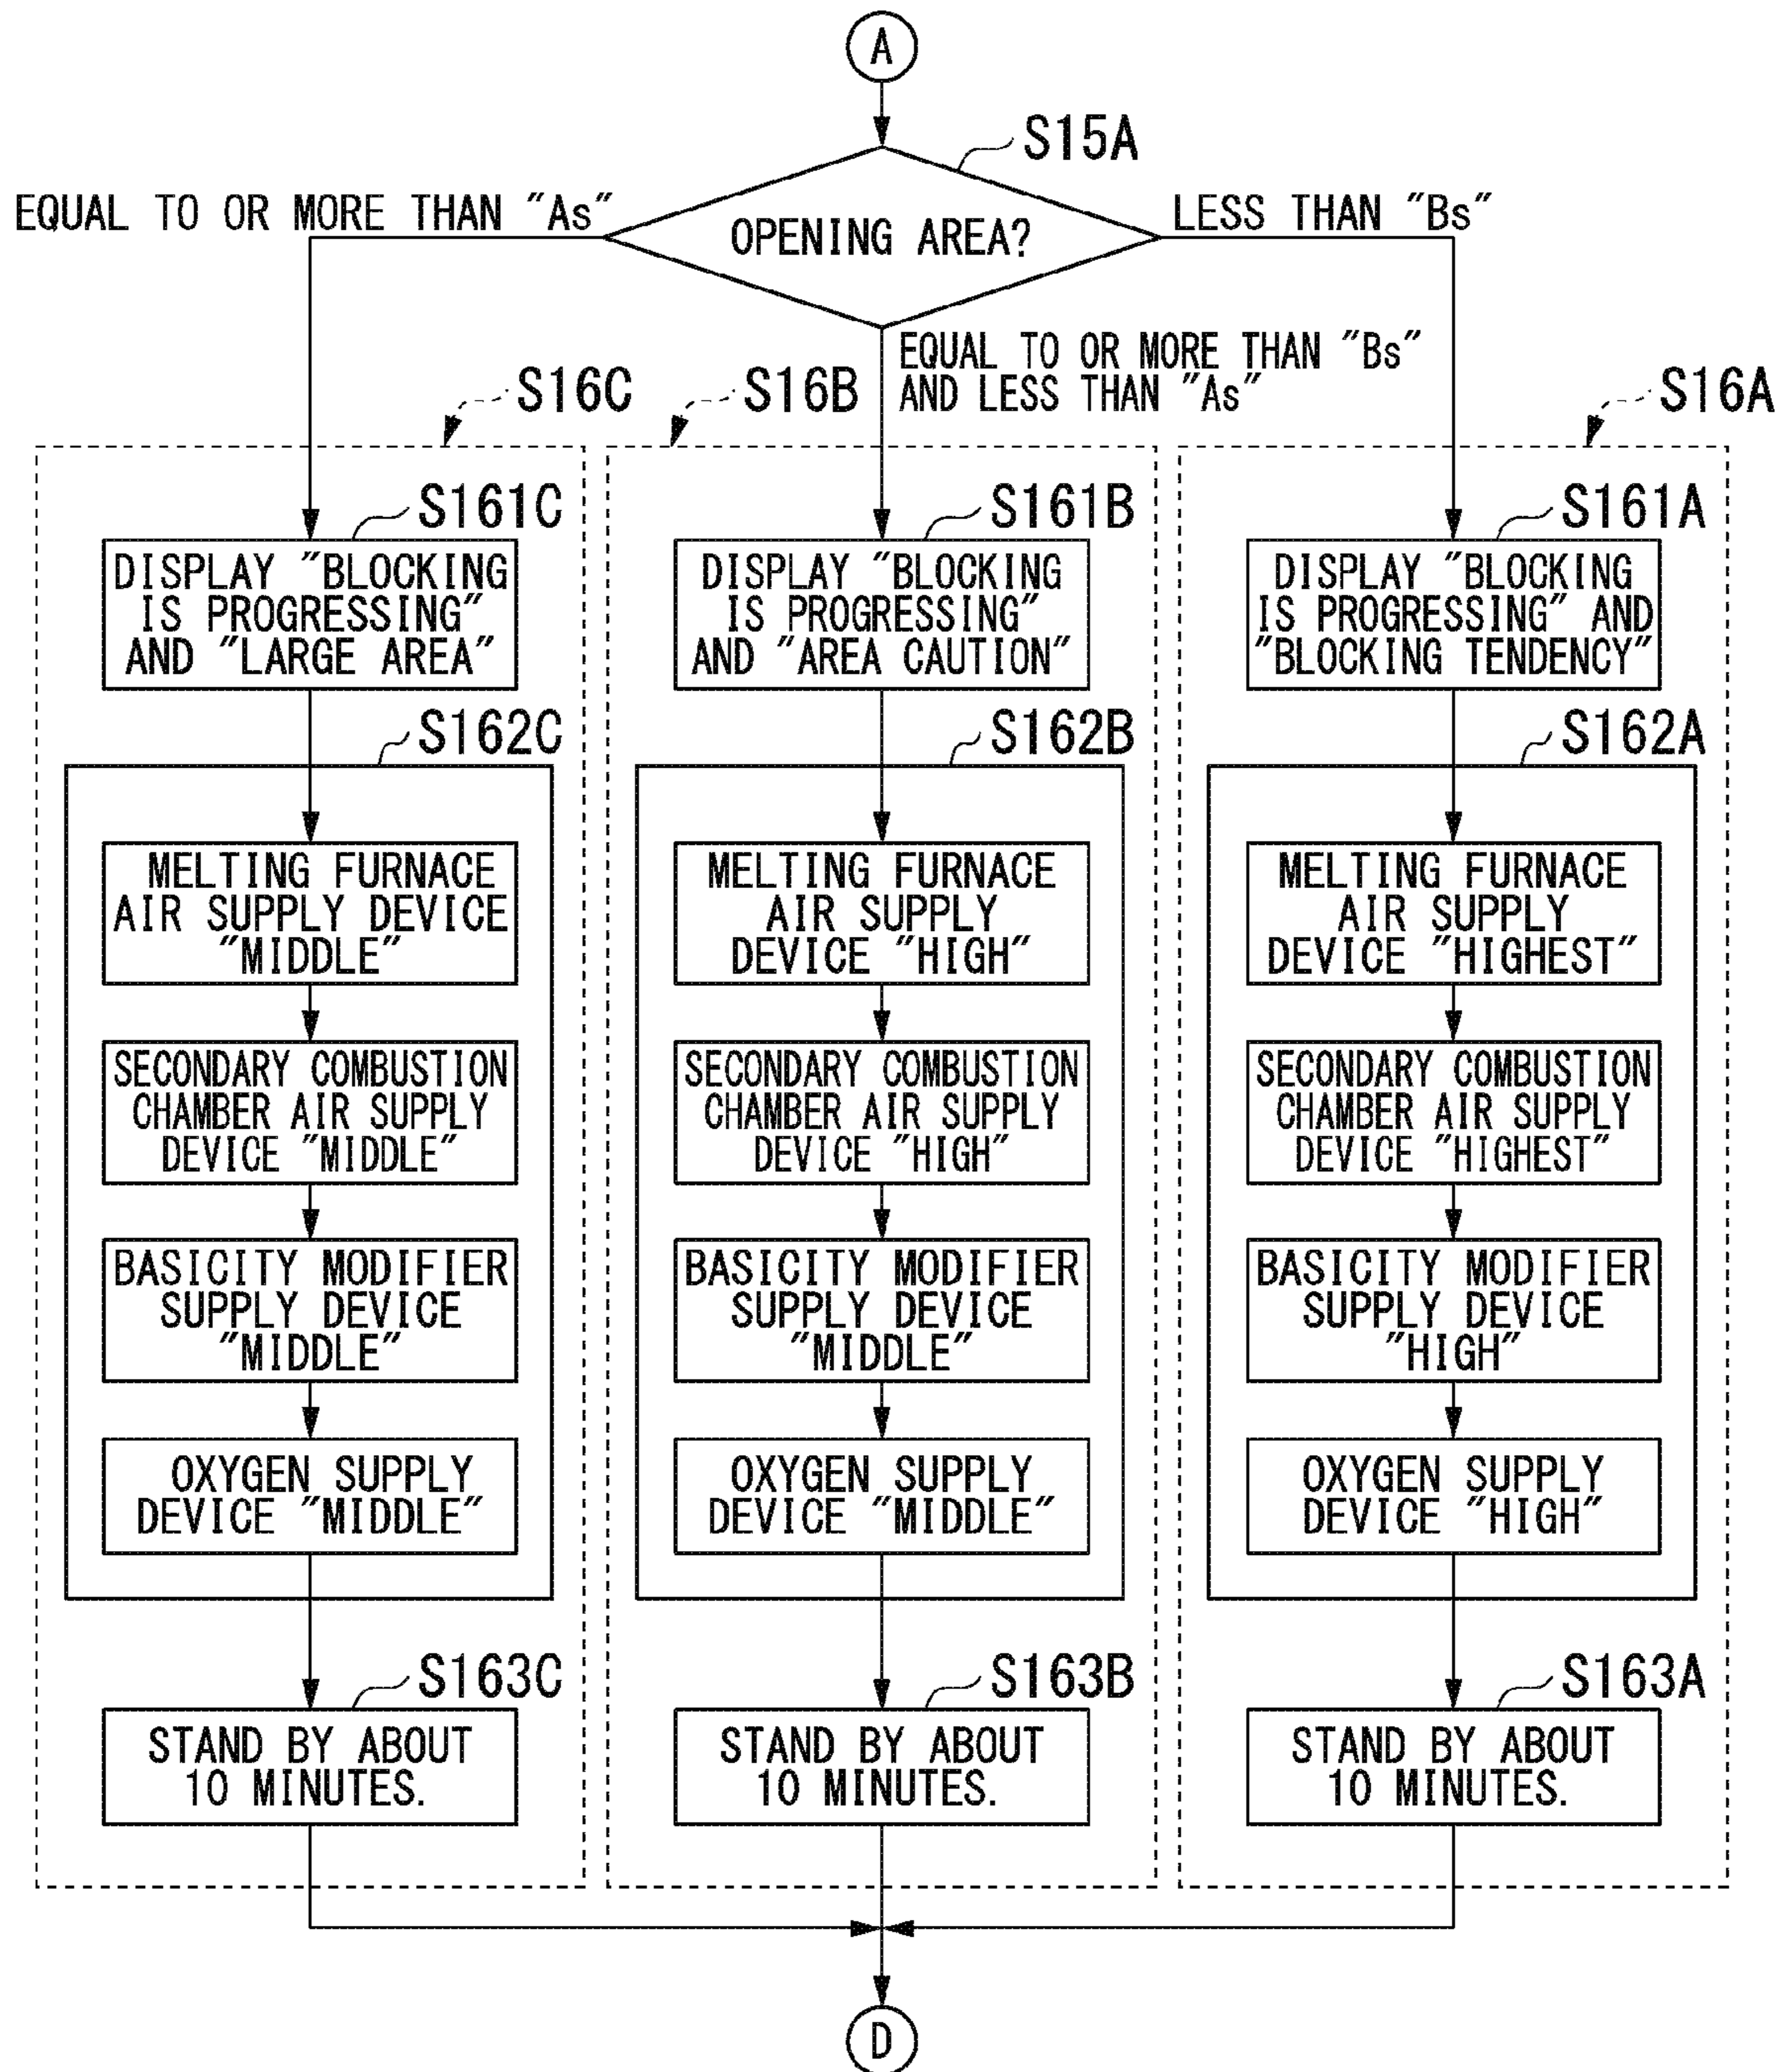 A
S15A
EQUAL TO OR MORE THAN "As"
OPENING AREA?
LESS THAN "Bs"
EQUAL TO OR MORE THAN "Bs"
AND LESS THAN "As"
S16C
S16B
S16A
S161C
DISPLAY "BLOCKING
IS PROGRESSING"
AND "LARGE AREA"
S161B
DISPLAY "BLOCKING
IS PROGRESSING"
AND "AREA CAUTION"
S161A
DISPLAY "BLOCKING
IS PROGRESSING" AND
"BLOCKING TENDENCY"
S162C
MELTING FURNACE
AIR SUPPLY DEVICE
"MIDDLE"
SECONDARY COMBUSTION
CHAMBER AIR SUPPLY
DEVICE "MIDDLE"
BASICITY MODIFIER
SUPPLY DEVICE
"MIDDLE"
OXYGEN SUPPLY
DEVICE "MIDDLE"
S162B
MELTING FURNACE
AIR SUPPLY
DEVICE "HIGH"
SECONDARY COMBUSTION
CHAMBER AIR SUPPLY
DEVICE "HIGH"
BASICITY MODIFIER
SUPPLY DEVICE
"MIDDLE"
OXYGEN SUPPLY
DEVICE "MIDDLE"
S162A
MELTING FURNACE
AIR SUPPLY
DEVICE "HIGHEST"
SECONDARY COMBUSTION
CHAMBER AIR SUPPLY
DEVICE "HIGHEST"
BASICITY MODIFIER
SUPPLY DEVICE
"HIGH"
OXYGEN SUPPLY
DEVICE "HIGH"
S163C
STAND BY ABOUT
10 MINUTES.
S163B
STAND BY ABOUT
10 MINUTES.
S163A
STAND BY ABOUT
10 MINUTES.
D